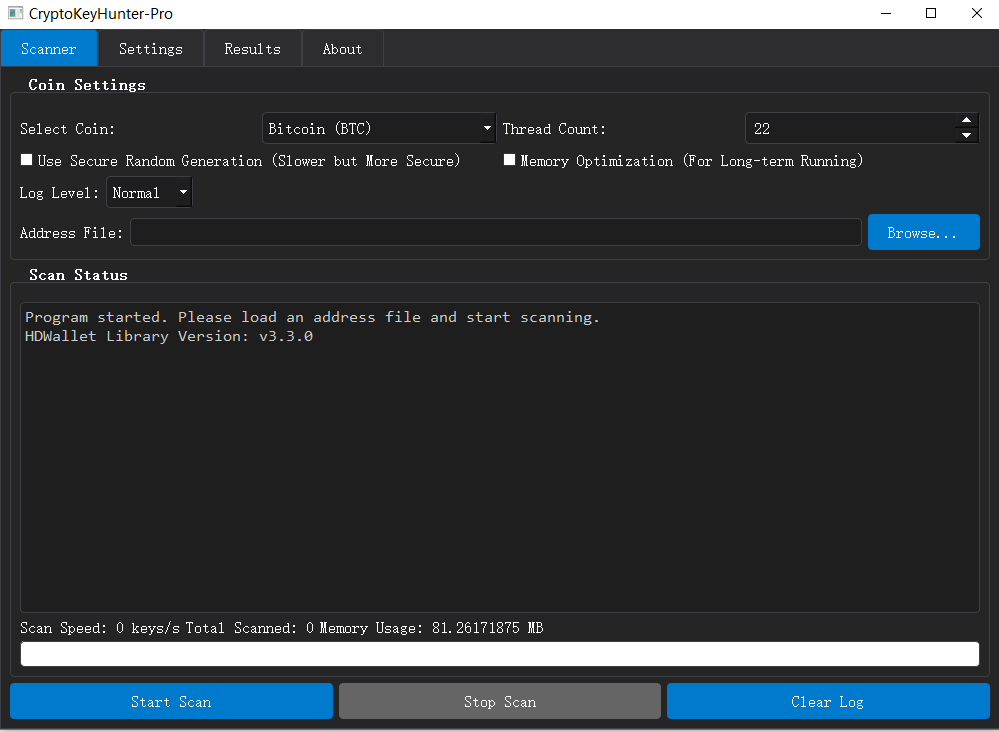 CryptoKeyHunter-Pro
Scanner Settings Results About
Coin Settings
Select Coin: Bitcoin (BTC) Thread Count: 22
Use Secure Random Generation (Slower but More Secure) Memory Optimization (For Long-term Running)
Log Level: Normal
Address File: Browse...
Scan Status
Program started. Please load an address file and start scanning.
HDWallet Library Version: v3.3.0
Scan Speed: 0 keys/s Total Scanned: 0 Memory Usage: 81.26171875 MB
Start Scan Stop Scan Clear Log